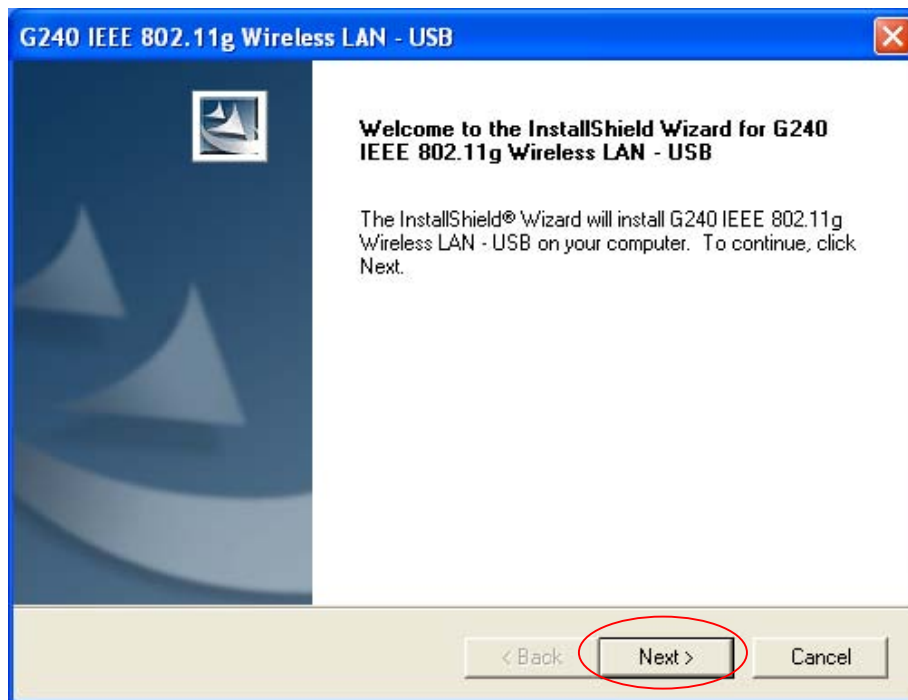 G240 IEEE 802.11g Wireless LAN - USB
Welcome to the InstallShield Wizard for G240
IEEE 802.11g Wireless LAN - USB
The InstallShield® Wizard will install G240 IEEE 802.11g
Wireless LAN - USB on your computer.  To continue, click
Next.
< Back
Next >
Cancel